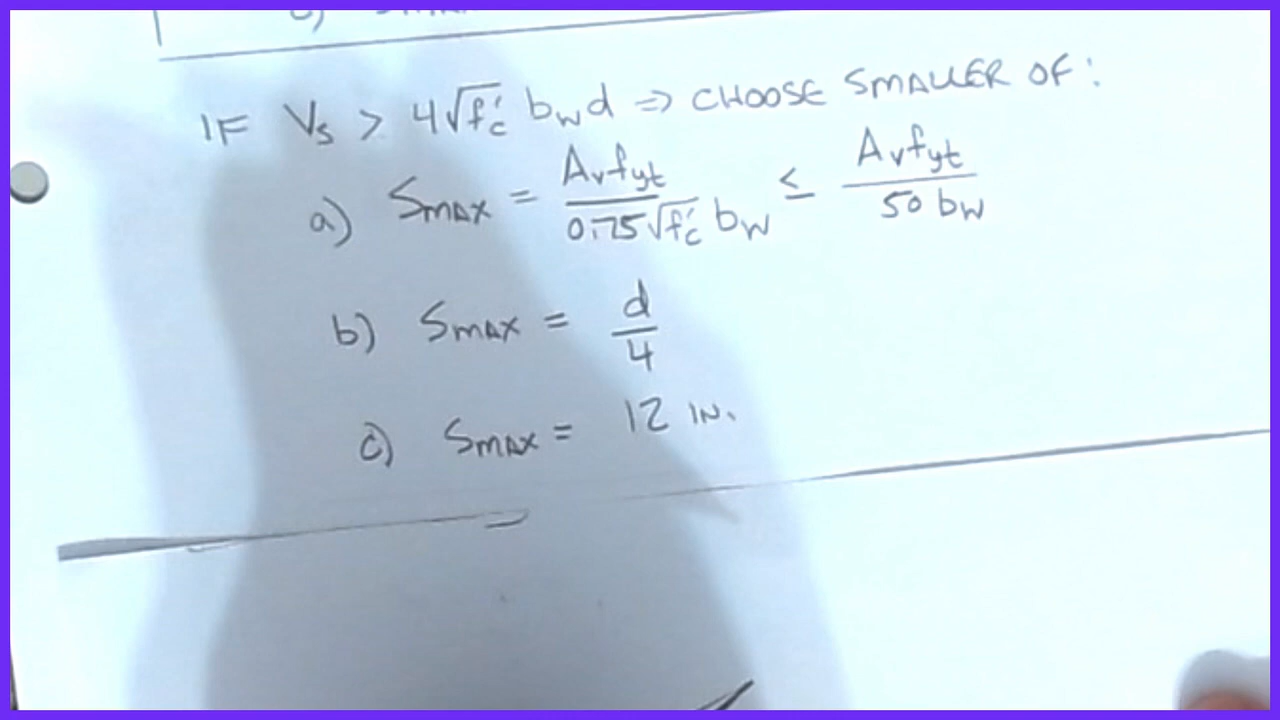 IF Vs > 4√f'c bwd ⇒ CHOOSE SMALLER OF:
a) SMAX = Avfyt / 0.75√f'c bw ≤ Avfyt / 50 bw
b) SMAX = d / 4
c) SMAX = 12 IN.